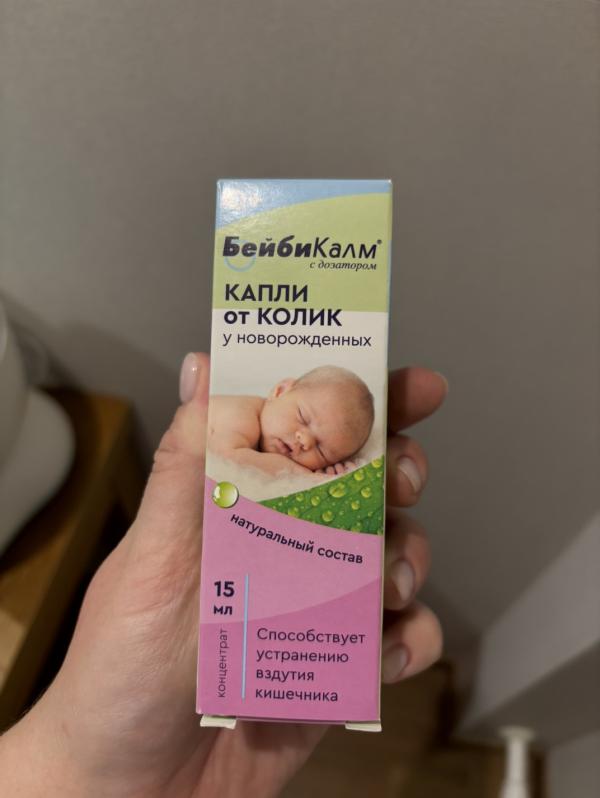 БейбиКалм®
с дозатором
КАПЛИ
от КОЛИК
у новорожденных
натуральный состав
15
мл
концентрат
Способствует
устранению
вздутия
кишечника